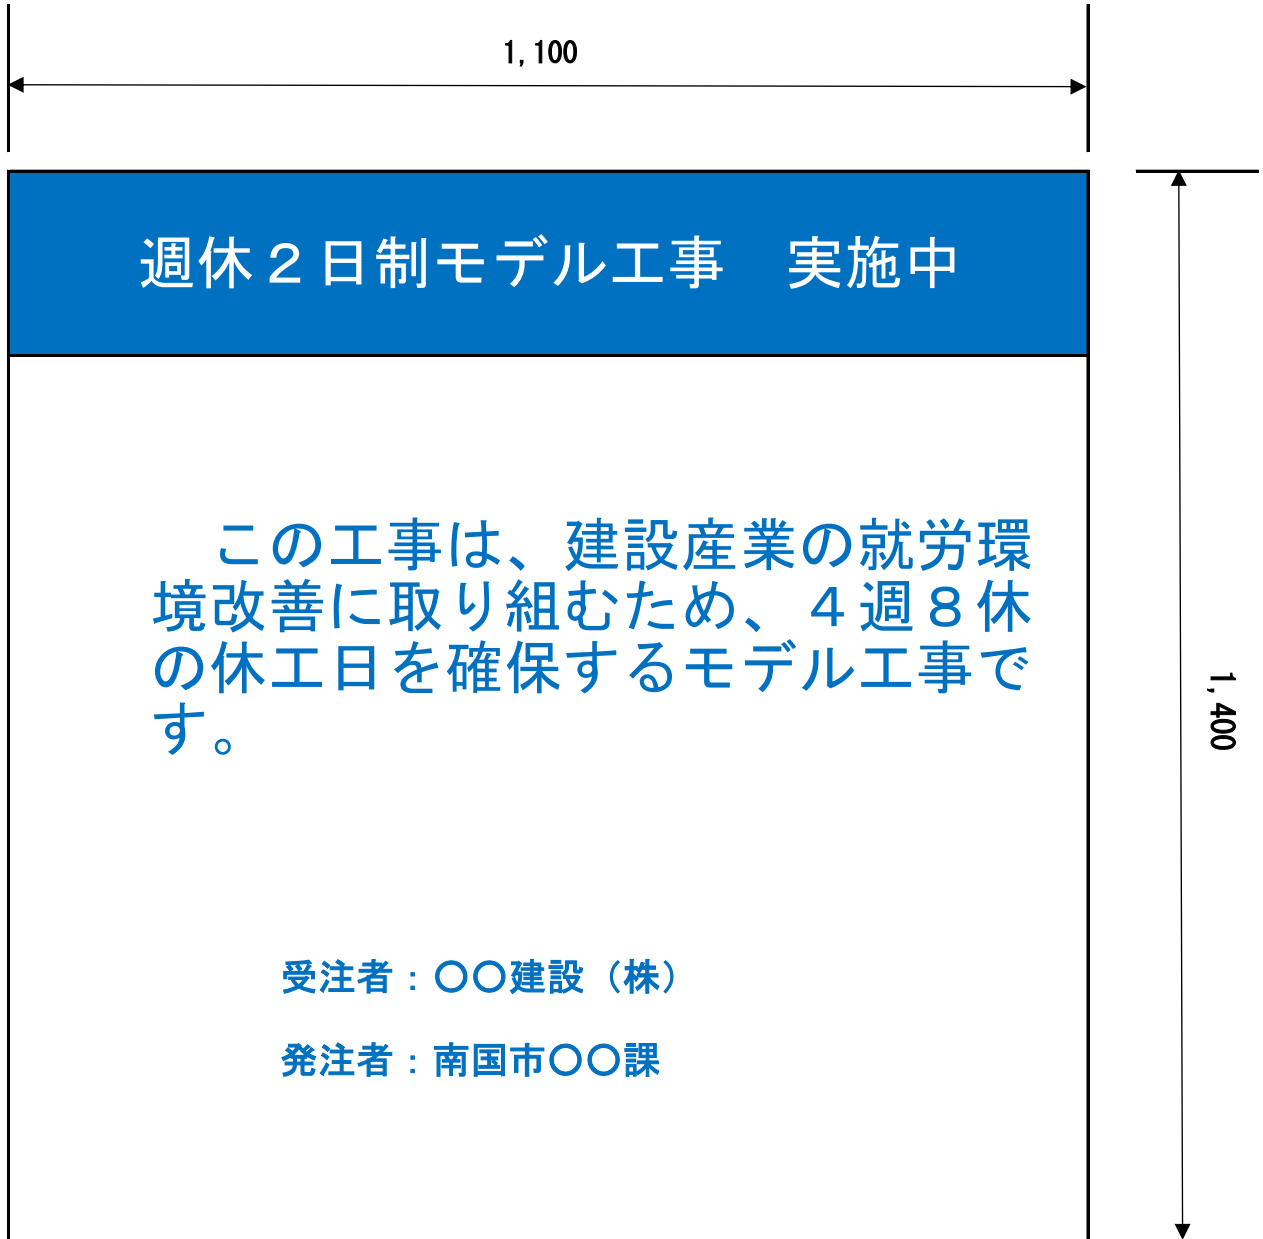 1,100
週休２日制モデル工事　実施中
　この工事は、建設産業の就労環
境改善に取り組むため、４週８休
の休工日を確保するモデル工事で
す。
1,400
受注者：〇〇建設（株）
発注者：南国市〇〇課